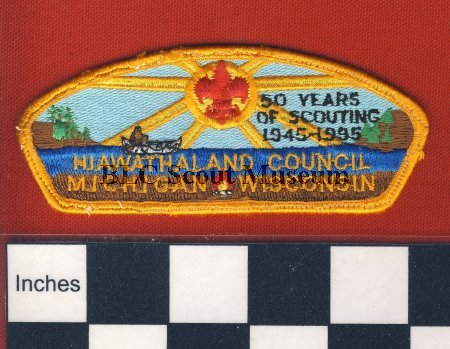 50 YEARS
OF SCOUTING
1945-1995
HIAWATHALAND COUNCIL
BLC Scout Museum
MICHIGAN WISCONSIN
Inches